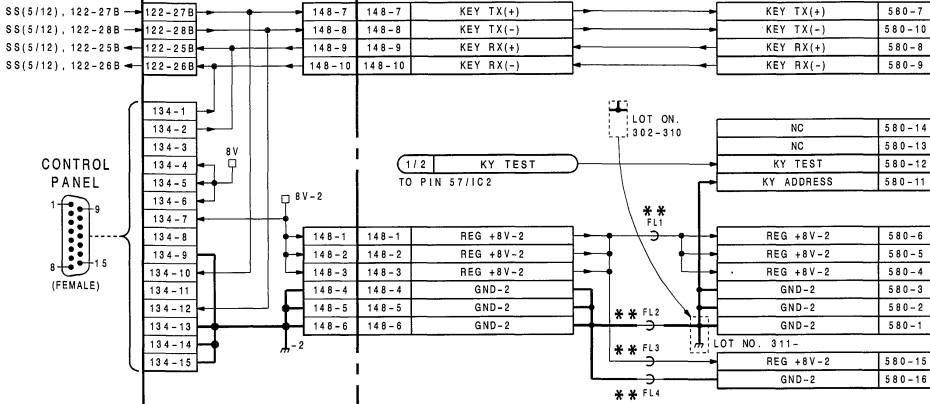 SS(5/12), 122-27B 122-27B 148-7 148-7 KEY TX(+) KEY TX(+) 580-7
SS(5/12), 122-28B 122-28B 148-8 148-8 KEY TX(-) KEY TX(-) 580-10
SS(5/12), 122-25B 122-25B 148-9 148-9 KEY RX(+) KEY RX(+) 580-8
SS(5/12), 122-26B 122-26B 148-10 148-10 KEY RX(-) KEY RX(-) 580-9
134-1
134-2
134-3
134-4
134-5
134-6
134-7
134-8
134-9
134-10
134-11
134-12
134-13
134-14
134-15
CONTROL
PANEL
1
9
8
15
(FEMALE)
8V
8V-2
LOT ON.
302-310
NC 580-14
NC 580-13
1/2 KY TEST KY TEST 580-12
TO PIN 57/IC2
KY ADDRESS 580-11
**
FL1
148-1 148-1 REG +8V-2 REG +8V-2 580-6
148-2 148-2 REG +8V-2 REG +8V-2 580-5
148-3 148-3 REG +8V-2 REG +8V-2 580-4
148-4 148-4 GND-2 GND-2 580-3
148-5 148-5 GND-2 GND-2 580-2
** FL2
148-6 148-6 GND-2 GND-2 580-1
-2
LOT NO. 311-
** FL3
REG +8V-2 580-15
GND-2 580-16
** FL4